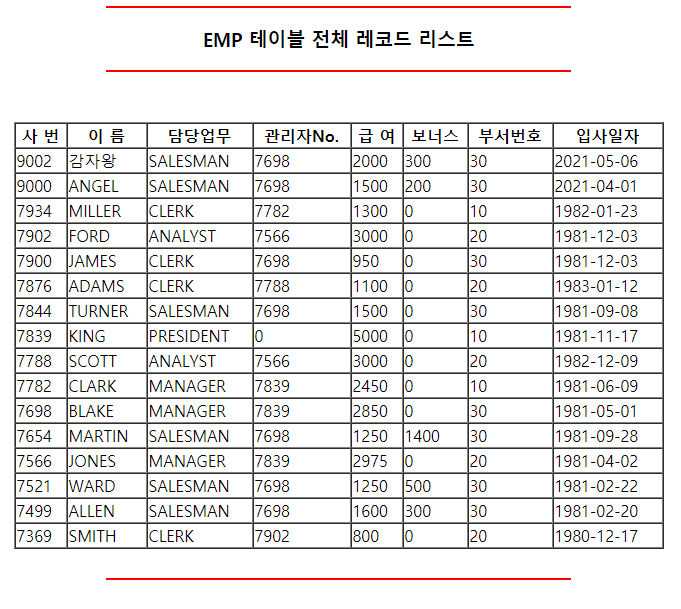 EMP 테이블 전체 레코드 리스트
사 번 이 름 담당업무 관리자No. 급 여 보너스 부서번호 입사일자
9002 감자왕 SALESMAN 7698 2000 300 30 2021-05-06
9000 ANGEL SALESMAN 7698 1500 200 30 2021-04-01
7934 MILLER CLERK 7782 1300 0 10 1982-01-23
7902 FORD ANALYST 7566 3000 0 20 1981-12-03
7900 JAMES CLERK 7698 950 0 30 1981-12-03
7876 ADAMS CLERK 7788 1100 0 20 1983-01-12
7844 TURNER SALESMAN 7698 1500 0 30 1981-09-08
7839 KING PRESIDENT 0 5000 0 10 1981-11-17
7788 SCOTT ANALYST 7566 3000 0 20 1982-12-09
7782 CLARK MANAGER 7839 2450 0 10 1981-06-09
7698 BLAKE MANAGER 7839 2850 0 30 1981-05-01
7654 MARTIN SALESMAN 7698 1250 1400 30 1981-09-28
7566 JONES MANAGER 7839 2975 0 20 1981-04-02
7521 WARD SALESMAN 7698 1250 500 30 1981-02-22
7499 ALLEN SALESMAN 7698 1600 300 30 1981-02-20
7369 SMITH CLERK 7902 800 0 20 1980-12-17